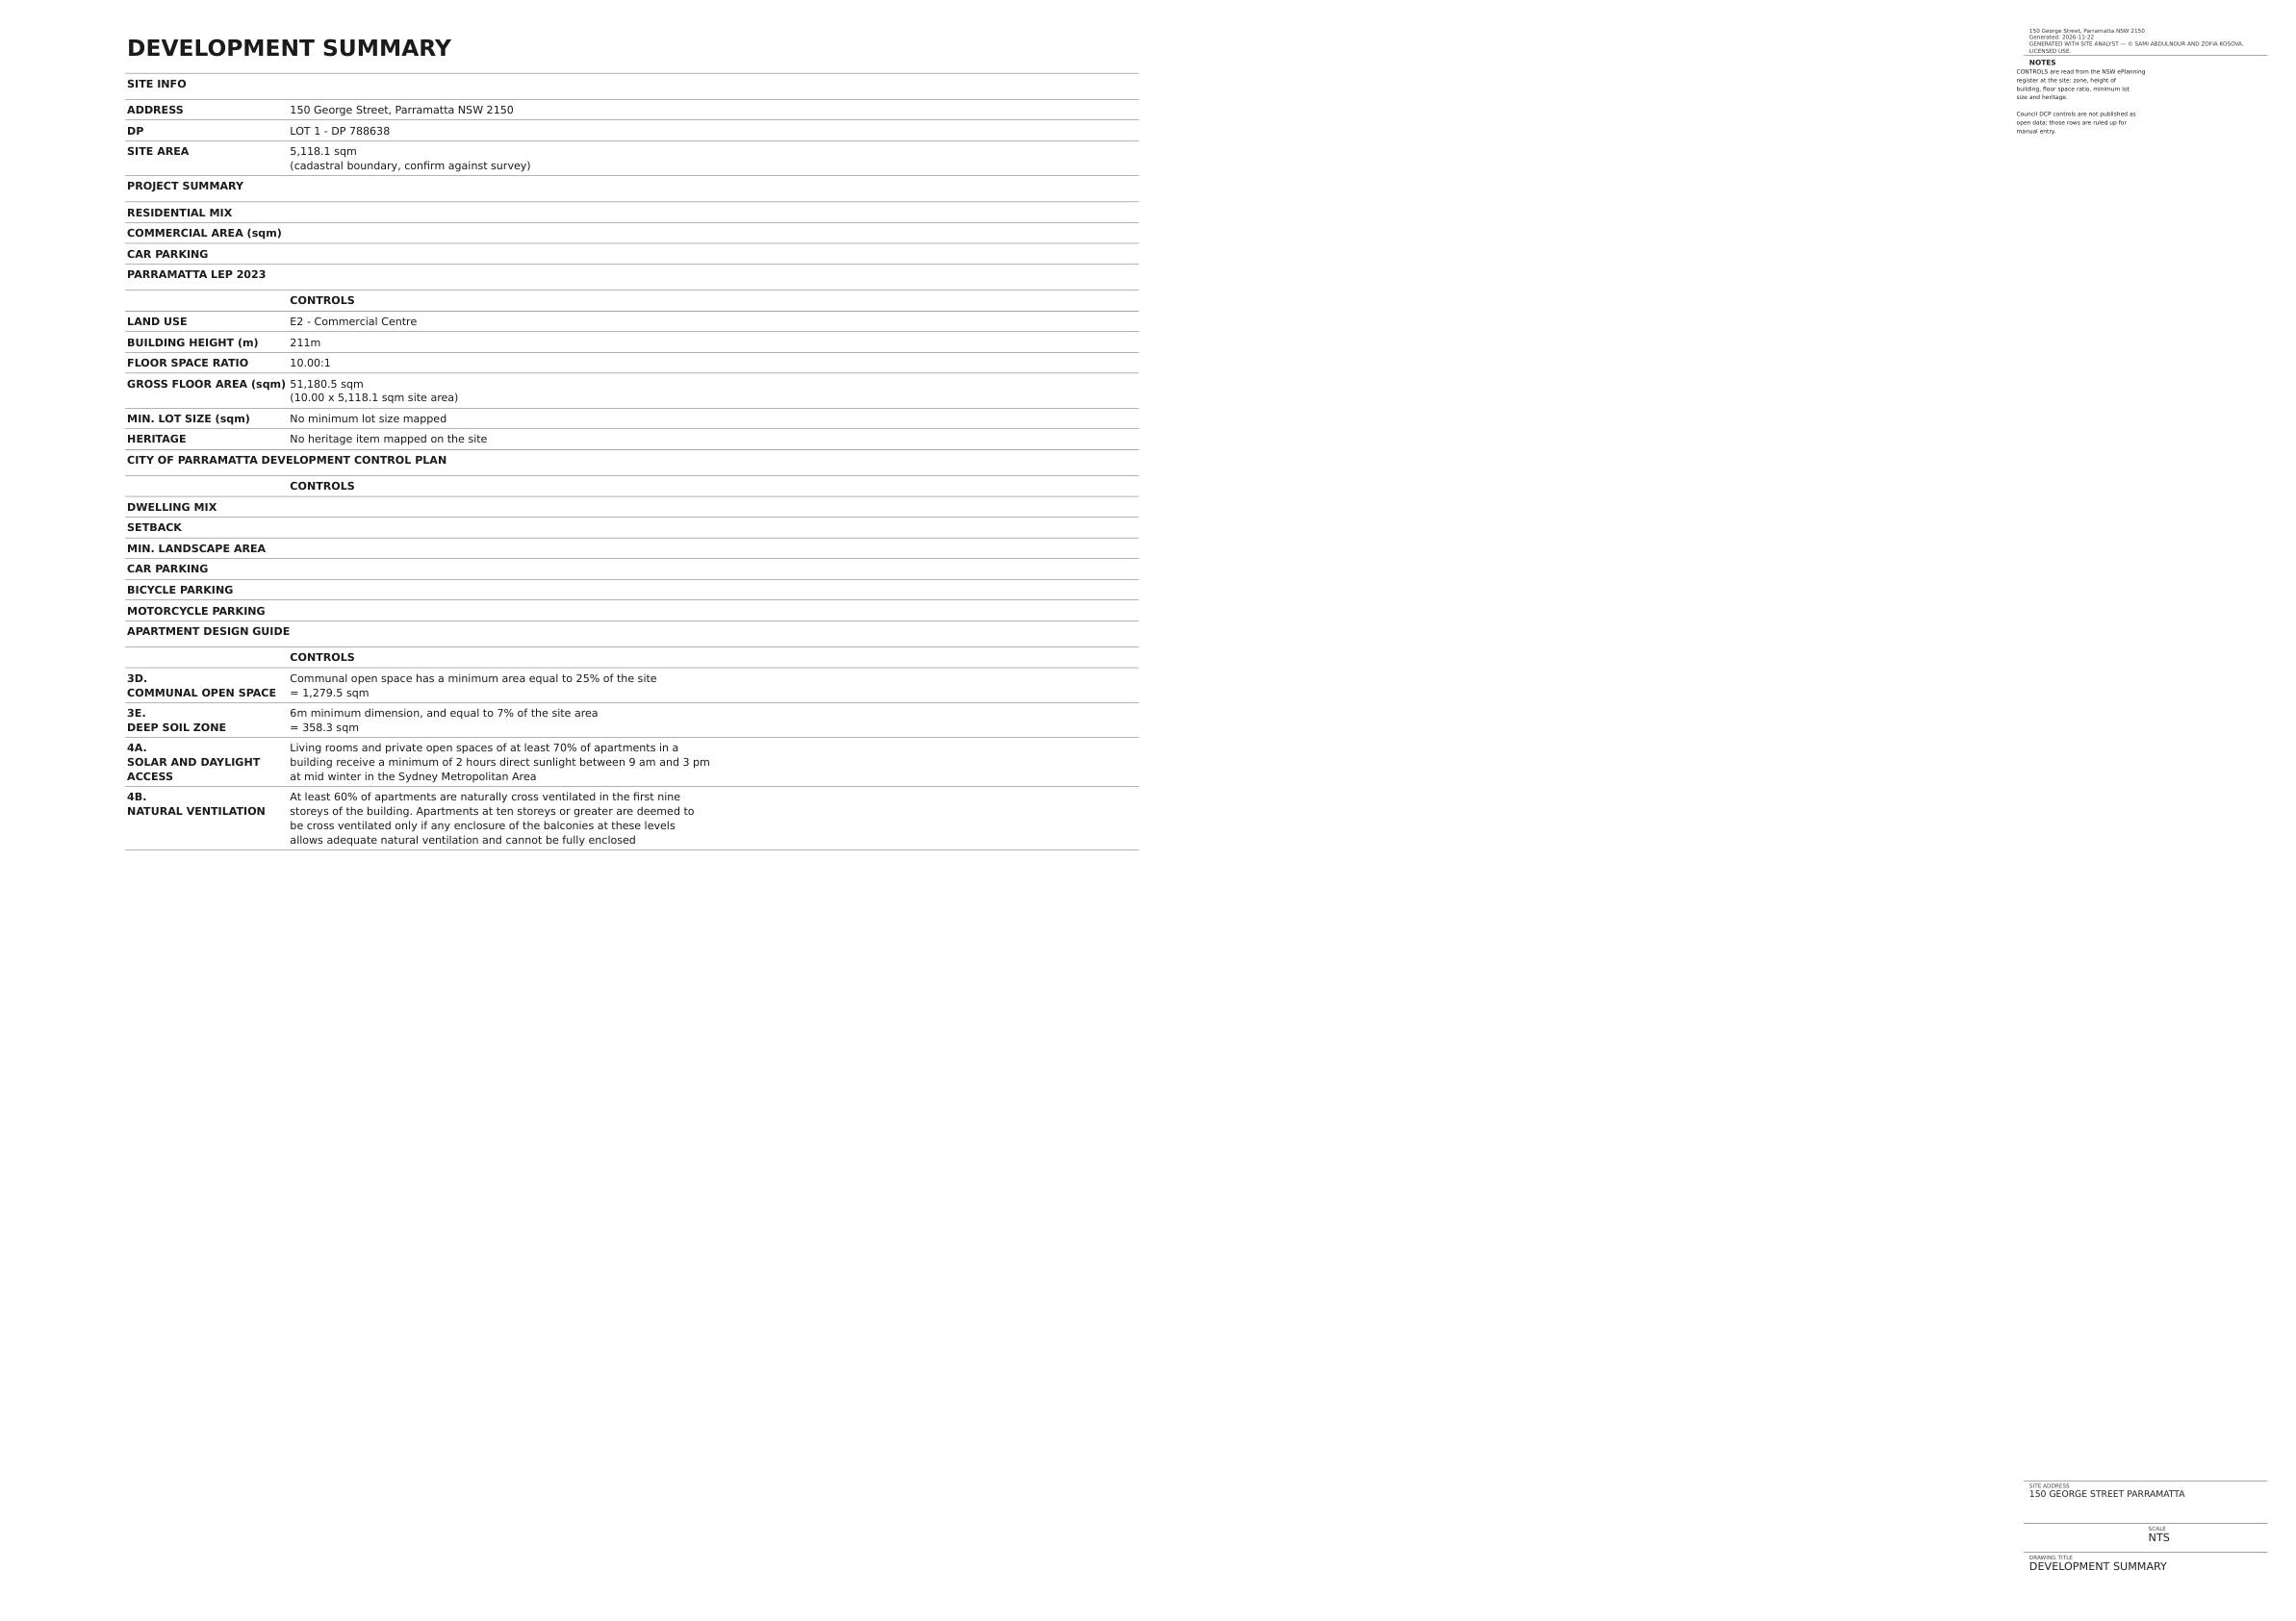 DEVELOPMENT SUMMARY
SITE INFO
ADDRESS 150 George Street, Parramatta NSW 2150
DP LOT 1 - DP 788638
SITE AREA 5,118.1 sqm
(cadastral boundary, confirm against survey)
PROJECT SUMMARY
RESIDENTIAL MIX
COMMERCIAL AREA (sqm)
CAR PARKING
PARRAMATTA LEP 2023
CONTROLS
LAND USE E2 - Commercial Centre
BUILDING HEIGHT (m) 211m
FLOOR SPACE RATIO 10.00:1
GROSS FLOOR AREA (sqm) 51,180.5 sqm
(10.00 x 5,118.1 sqm site area)
MIN. LOT SIZE (sqm) No minimum lot size mapped
HERITAGE No heritage item mapped on the site
CITY OF PARRAMATTA DEVELOPMENT CONTROL PLAN
CONTROLS
DWELLING MIX
SETBACK
MIN. LANDSCAPE AREA
CAR PARKING
BICYCLE PARKING
MOTORCYCLE PARKING
APARTMENT DESIGN GUIDE
CONTROLS
3D. Communal open space has a minimum area equal to 25% of the site
COMMUNAL OPEN SPACE = 1,279.5 sqm
3E. 6m minimum dimension, and equal to 7% of the site area
DEEP SOIL ZONE = 358.3 sqm
4A. Living rooms and private open spaces of at least 70% of apartments in a
SOLAR AND DAYLIGHT building receive a minimum of 2 hours direct sunlight between 9 am and 3 pm
ACCESS at mid winter in the Sydney Metropolitan Area
4B. At least 60% of apartments are naturally cross ventilated in the first nine
NATURAL VENTILATION storeys of the building. Apartments at ten storeys or greater are deemed to
be cross ventilated only if any enclosure of the balconies at these levels
allows adequate natural ventilation and cannot be fully enclosed
150 George Street, Parramatta NSW 2150
Generated: 2026-11-22
GENERATED WITH SITE ANALYST — © SAMI ABDULNOUR AND ZOFIA KOSOVA.
LICENSED USE.
NOTES
CONTROLS are read from the NSW ePlanning
register at the site: zone, height of
building, floor space ratio, minimum lot
size and heritage.
Council DCP controls are not published as
open data; those rows are ruled up for
manual entry.
SITE ADDRESS
150 GEORGE STREET PARRAMATTA
SCALE
NTS
DRAWING TITLE
DEVELOPMENT SUMMARY